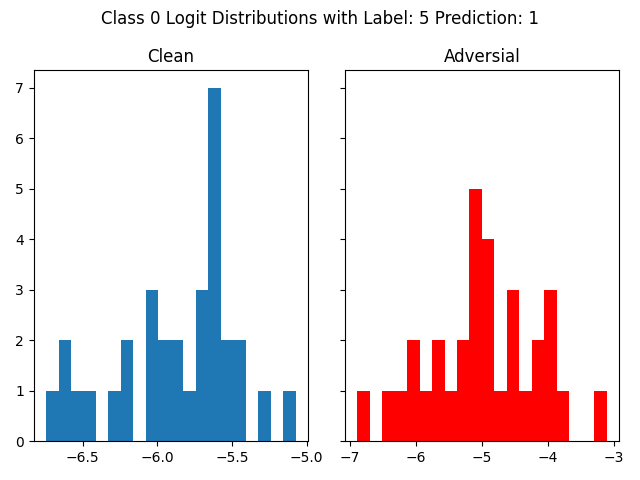 Class 0 Logit Distributions with Label: 5 Prediction: 1
Clean
Adversial
7
6
5
4
3
2
1
0
−6.5 −6.0 −5.5 −5.0
−7 −6 −5 −4 −3